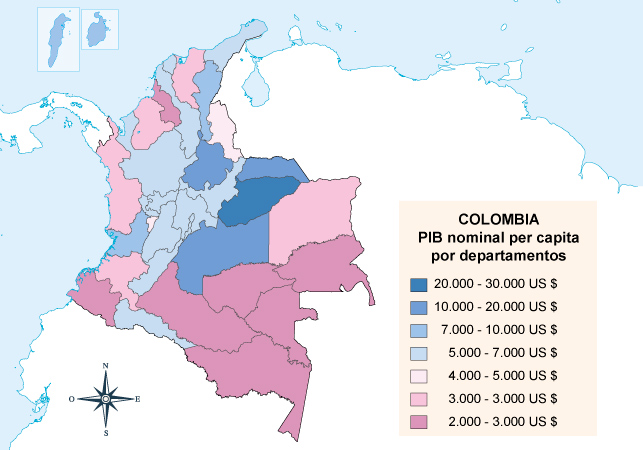 COLOMBIA
PIB nominal per capita
por departamentos
20.000 - 30.000 US $
10.000 - 20.000 US $
7.000 - 10.000 US $
5.000 - 7.000 US $
4.000 - 5.000 US $
3.000 - 3.000 US $
2.000 - 3.000 US $
N
O E
S